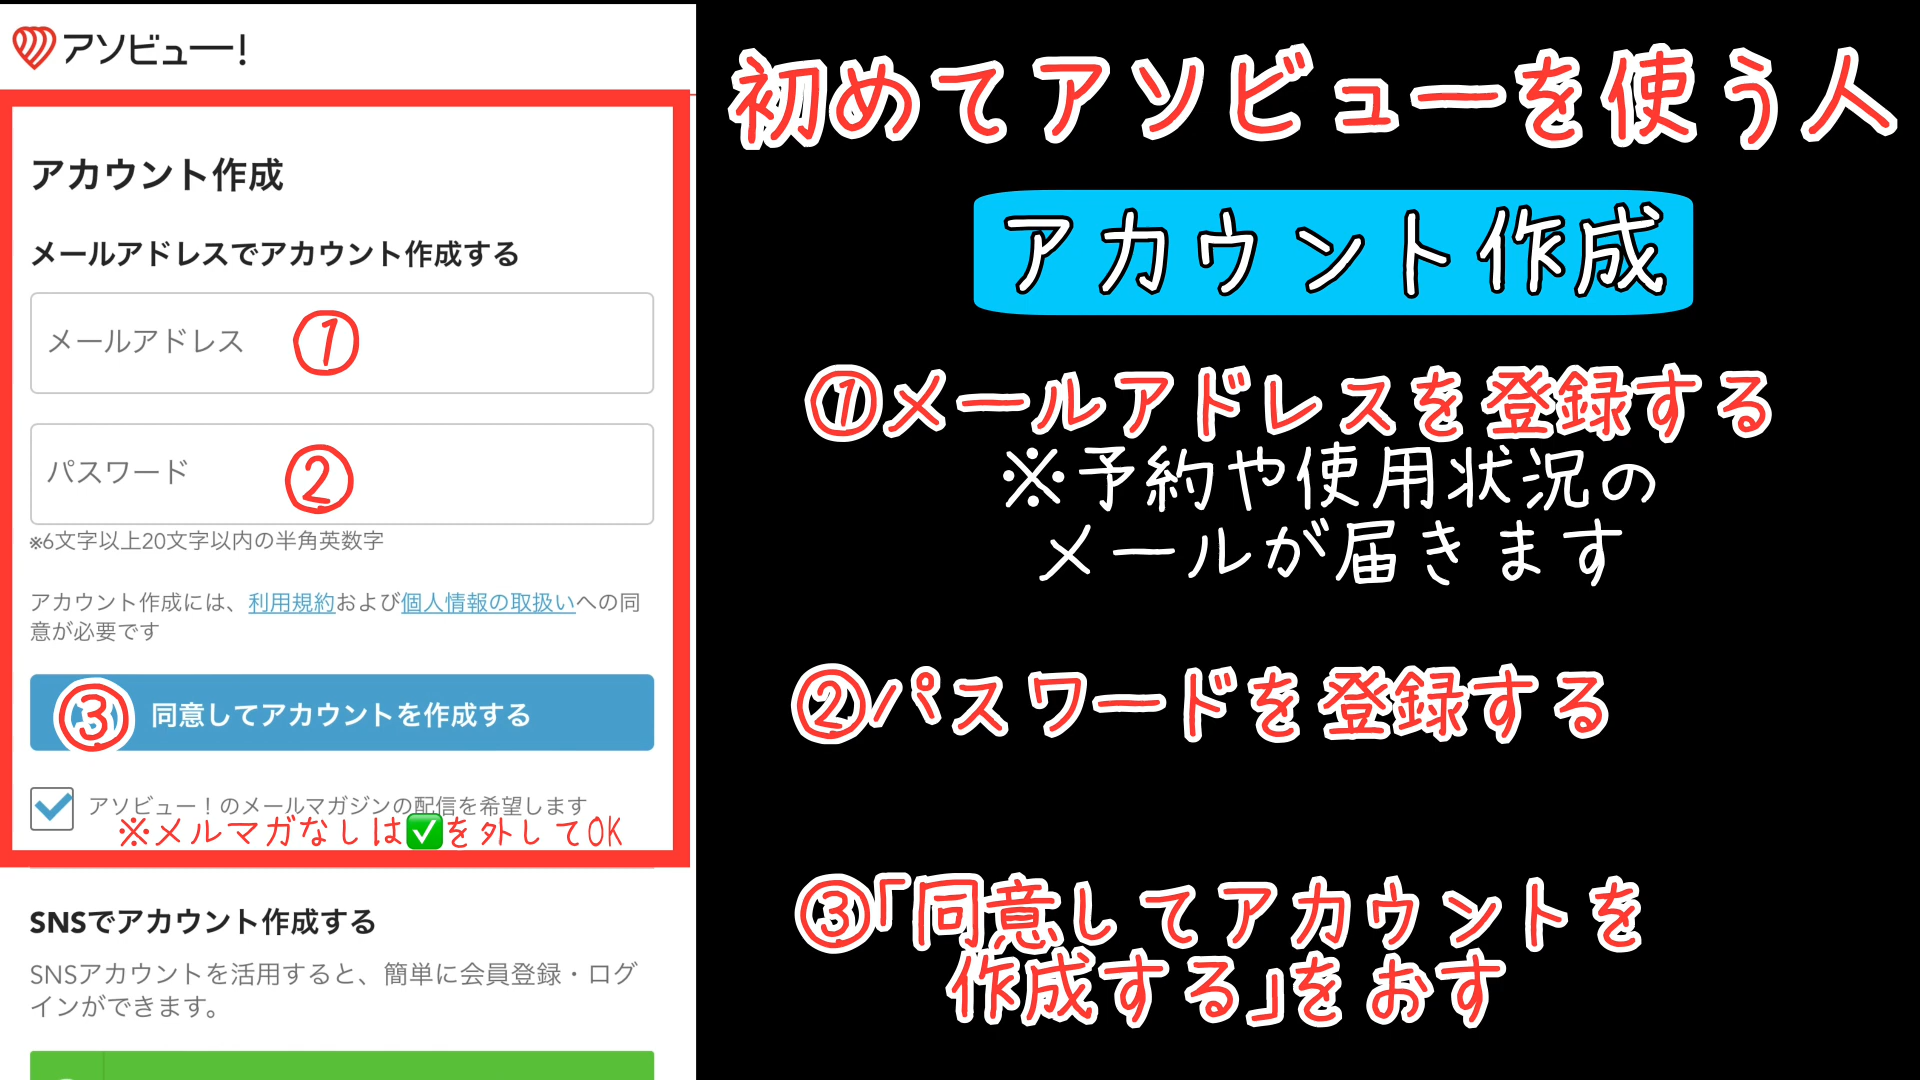 アソビュー！
アカウント作成
メールアドレスでアカウント作成する
メールアドレス ①
パスワード ②
※6文字以上20文字以内の半角英数字
アカウント作成には、利用規約および個人情報の取扱いへの同
意が必要です
③ 同意してアカウントを作成する
アソビュー！のメールマガジンの配信を希望します
※メルマガなしは✅を外してOK
SNSでアカウント作成する
SNSアカウントを活用すると、簡単に会員登録・ログ
インができます。
初めてアソビューを使う人
アカウント作成
①メールアドレスを登録する
※予約や使用状況の
メールが届きます
②パスワードを登録する
③「同意してアカウントを
作成する」をおす